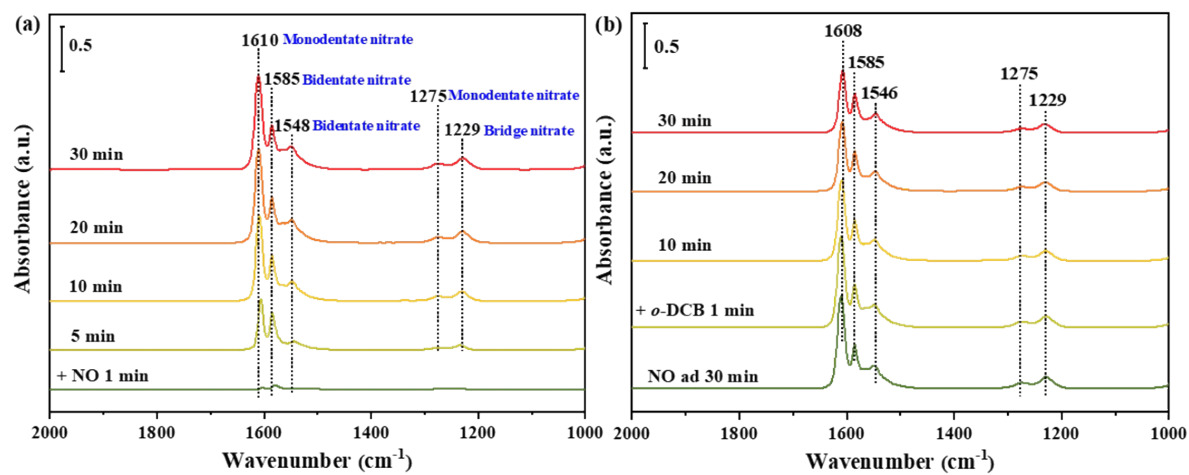 (a)
0.5
1610 Monodentate nitrate
1585 Bidentate nitrate
1548 Bidentate nitrate
1275 Monodentate nitrate
1229 Bridge nitrate
30 min
20 min
10 min
5 min
+ NO 1 min
Absorbance (a.u.)
2000 1800 1600 1400 1200 1000
Wavenumber (cm⁻¹)
(b)
0.5
1608
1585
1546
1275
1229
30 min
20 min
10 min
+ o-DCB 1 min
NO ad 30 min
Absorbance (a.u.)
2000 1800 1600 1400 1200 1000
Wavenumber (cm⁻¹)